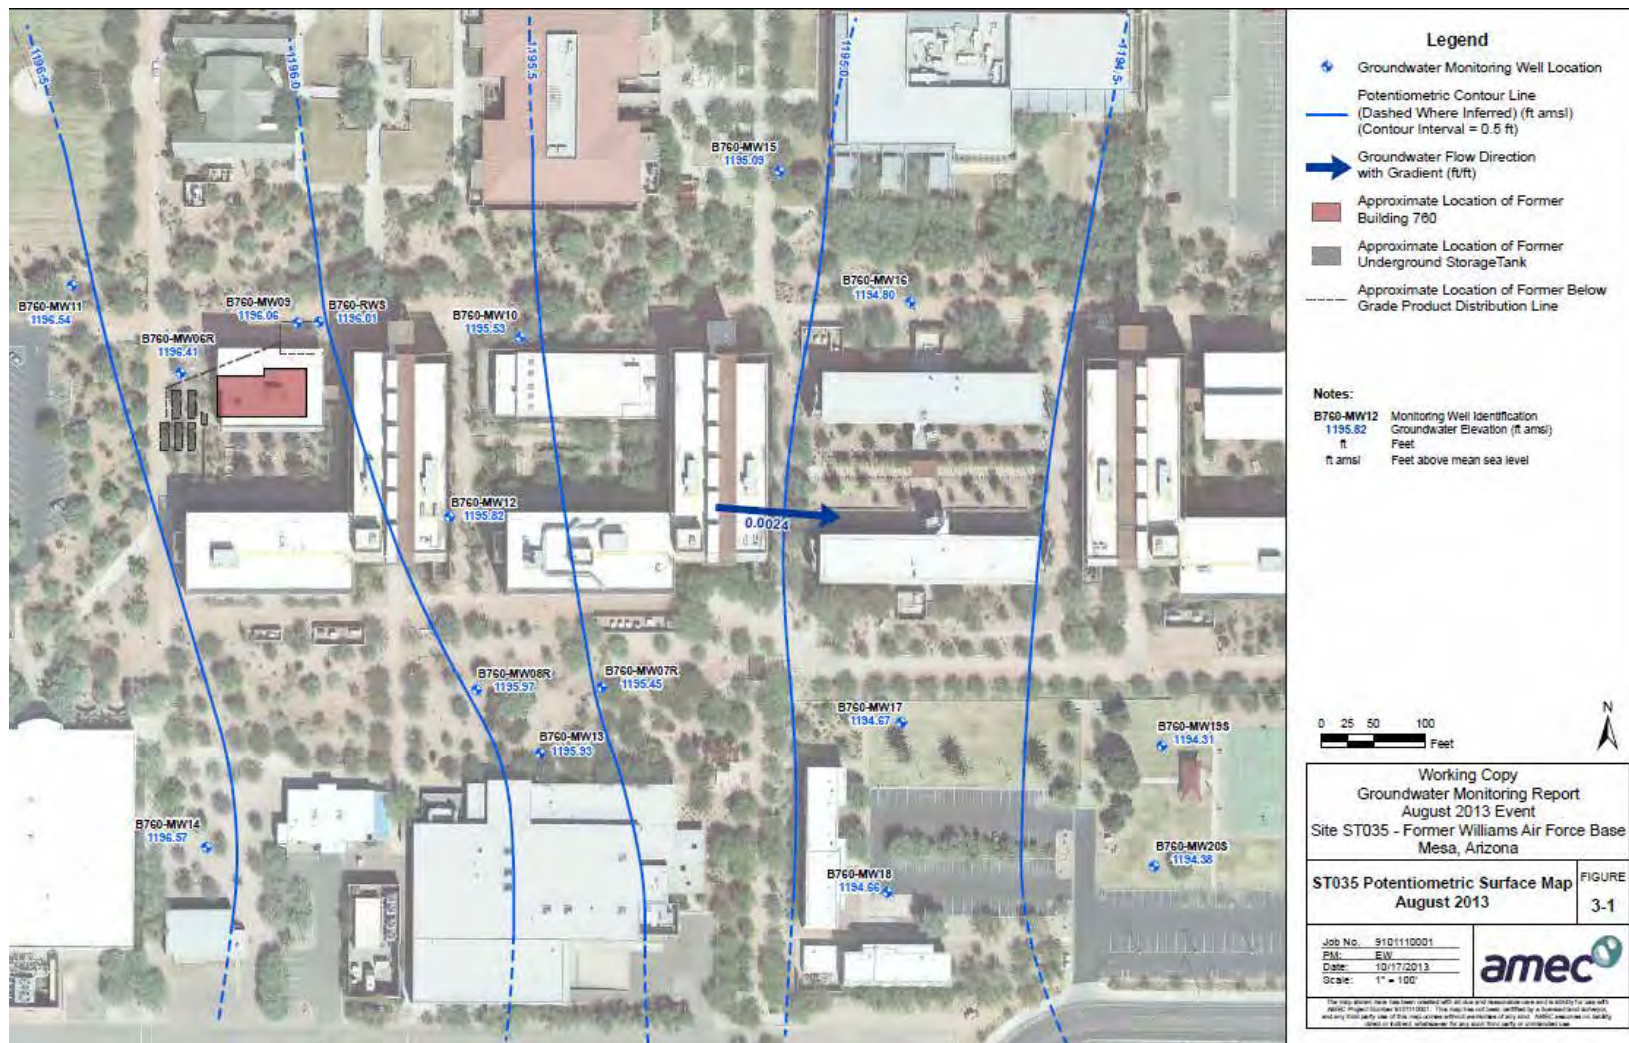 1196.5
1196.0
1195.5
1195.0
1194.5
B760-MW15
1195.09
B760-MW16
1194.80
B760-MW11
1196.54
B760-MW09
1196.06
B760-RWS
1196.01
B760-MW10
1195.53
B760-MW06R
1196.41
B760-MW12
1195.82
0.0024
B760-MW08R
1195.97
B760-MW07R
1195.45
B760-MW17
1194.67
B760-MW19S
1194.31
B760-MW13
1195.93
B760-MW14
1196.57
B760-MW18
1194.66
B760-MW20S
1194.38
Legend
Groundwater Monitoring Well Location
Potentiometric Contour Line
(Dashed Where Inferred) (ft amsl)
(Contour Interval = 0.5 ft)
Groundwater Flow Direction
with Gradient (ft/ft)
Approximate Location of Former
Building 760
Approximate Location of Former
Underground StorageTank
Approximate Location of Former Below
Grade Product Distribution Line
Notes:
B760-MW12 Monitoring Well Identification
1195.82 Groundwater Elevation (ft amsl)
ft Feet
ft amsl Feet above mean sea level
0 25 50 100
Feet
N
Working Copy
Groundwater Monitoring Report
August 2013 Event
Site ST035 - Former Williams Air Force Base
Mesa, Arizona
ST035 Potentiometric Surface Map
August 2013
FIGURE
3-1
Job No. 9101110001
PM: EW
Date: 10/17/2013
Scale: 1" = 100'
amec